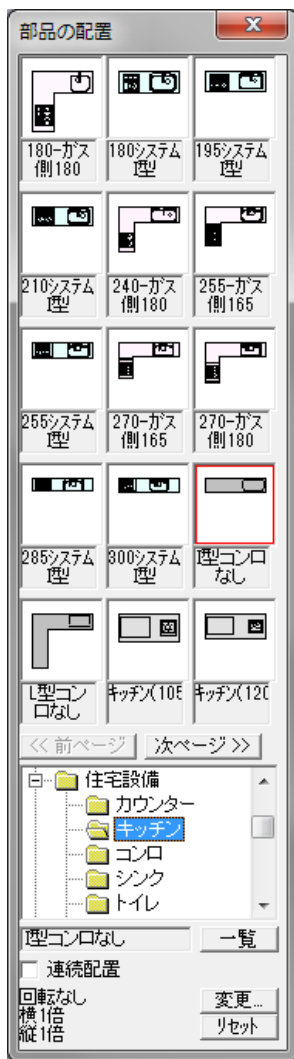 部品の配置
180-ガス 180システム 195システム
側180 I型 I型
210システム 240-ガス 255-ガス
I型 側180 側165
255システム 270-ガス 270-ガス
I型 側165 側180
285システム 300システム I型コンロ
I型 I型 なし
L型コン キッチン(105 キッチン(120
ロなし
<< 前ページ 次ページ >>
住宅設備
カウンター
キッチン
コンロ
シンク
トイレ
I型コンロなし 一覧
連続配置
回転なし 変更...
横1倍
縦1倍 リセット